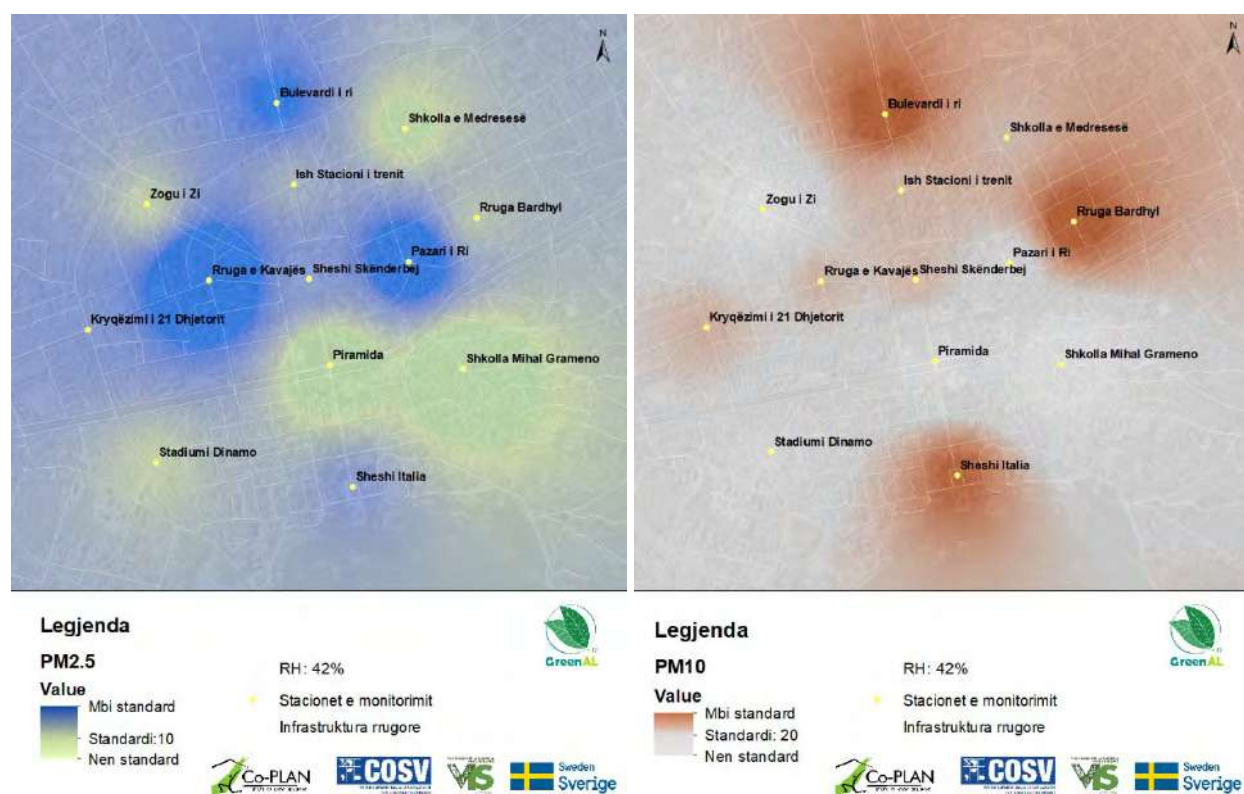 N
Bulevardi i ri
Shkolla e Medresesë
Ish Stacioni i trenit
Zogu i Zi
Rruga Bardhyl
Pazari i Ri
Rruga e Kavajës
Sheshi Skënderbej
Kryqëzimi i 21 Dhjetorit
Piramida
Shkolla Mihal Grameno
Stadiumi Dinamo
Sheshi Italia
Legjenda
PM2.5
Value
Mbi standard
Standardi:10
Nen standard
RH: 42%
Stacionet e monitorimit
Infrastruktura rrugore
GreenAL
Co-PLAN
COSV
VIS
Sweden
Sverige
N
Bulevardi i ri
Shkolla e Medresesë
Ish Stacioni i trenit
Zogu i Zi
Rruga Bardhyl
Pazari i Ri
Rruga e Kavajës
Sheshi Skënderbej
Kryqëzimi i 21 Dhjetorit
Piramida
Shkolla Mihal Grameno
Stadiumi Dinamo
Sheshi Italia
Legjenda
PM10
Value
Mbi standard
Standardi: 20
Nen standard
RH: 42%
Stacionet e monitorimit
Infrastruktura rrugore
GreenAL
Co-PLAN
COSV
VIS
Sweden
Sverige